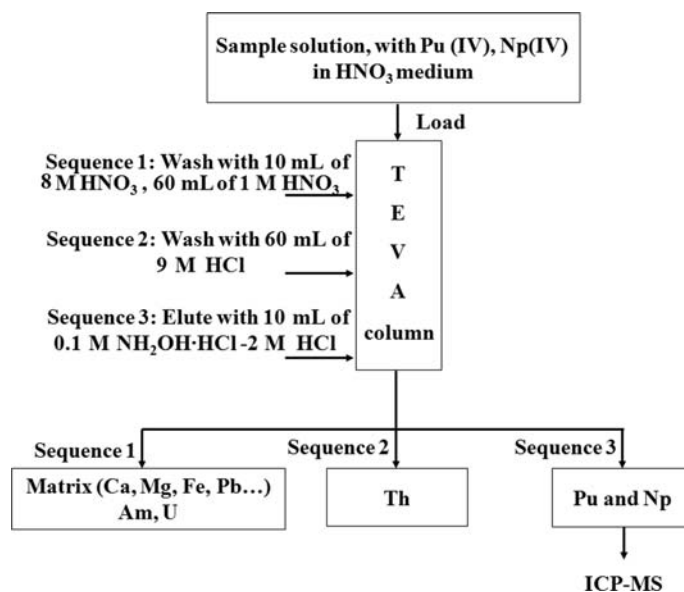 Sample solution, with Pu (IV), Np(IV)
in HNO₃ medium
Load
Sequence 1: Wash with 10 mL of
8 M HNO₃ , 60 mL of 1 M HNO₃
Sequence 2: Wash with 60 mL of
9 M HCl
Sequence 3: Elute with 10 mL of
0.1 M NH₂OH·HCl -2 M HCl
T
E
V
A
column
Sequence 1
Sequence 2
Sequence 3
Matrix (Ca, Mg, Fe, Pb…)
Am, U
Th
Pu and Np
ICP-MS